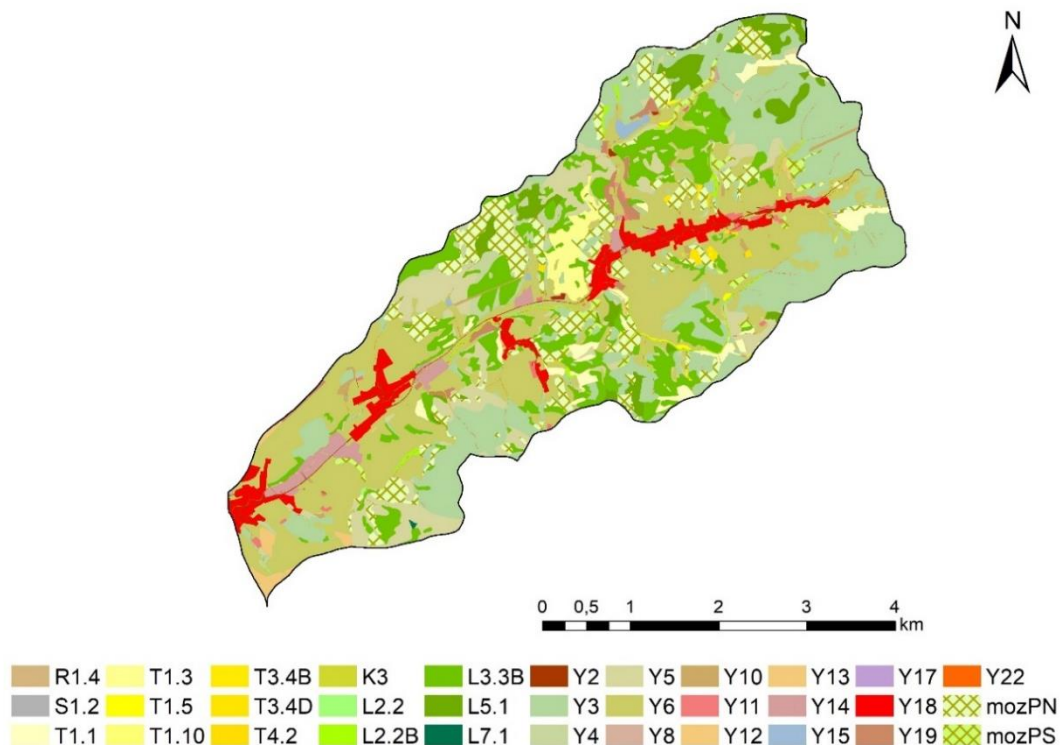 N
0 0,5 1 2 3 4
km
R1.4 T1.3 T3.4B K3 L3.3B Y2 Y5 Y10 Y13 Y17 Y22
S1.2 T1.5 T3.4D L2.2 L5.1 Y3 Y6 Y11 Y14 Y18 mozPN
T1.1 T1.10 T4.2 L2.2B L7.1 Y4 Y8 Y12 Y15 Y19 mozPS